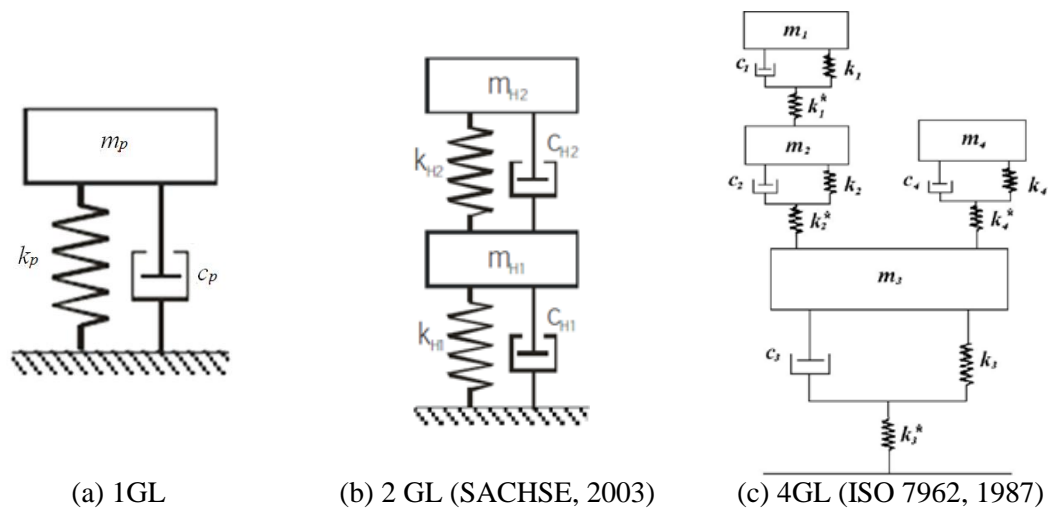 m_p
k_p
c_p
m_H2
k_H2
C_H2
m_H1
k_H1
C_H1
m_1
c_1
k_1
k_1*
m_2
c_2
k_2
k_2*
m_4
c_4
k_4
k_4*
m_3
c_3
k_3
k_3*
(a) 1GL
(b) 2 GL (SACHSE, 2003)
(c) 4GL (ISO 7962, 1987)